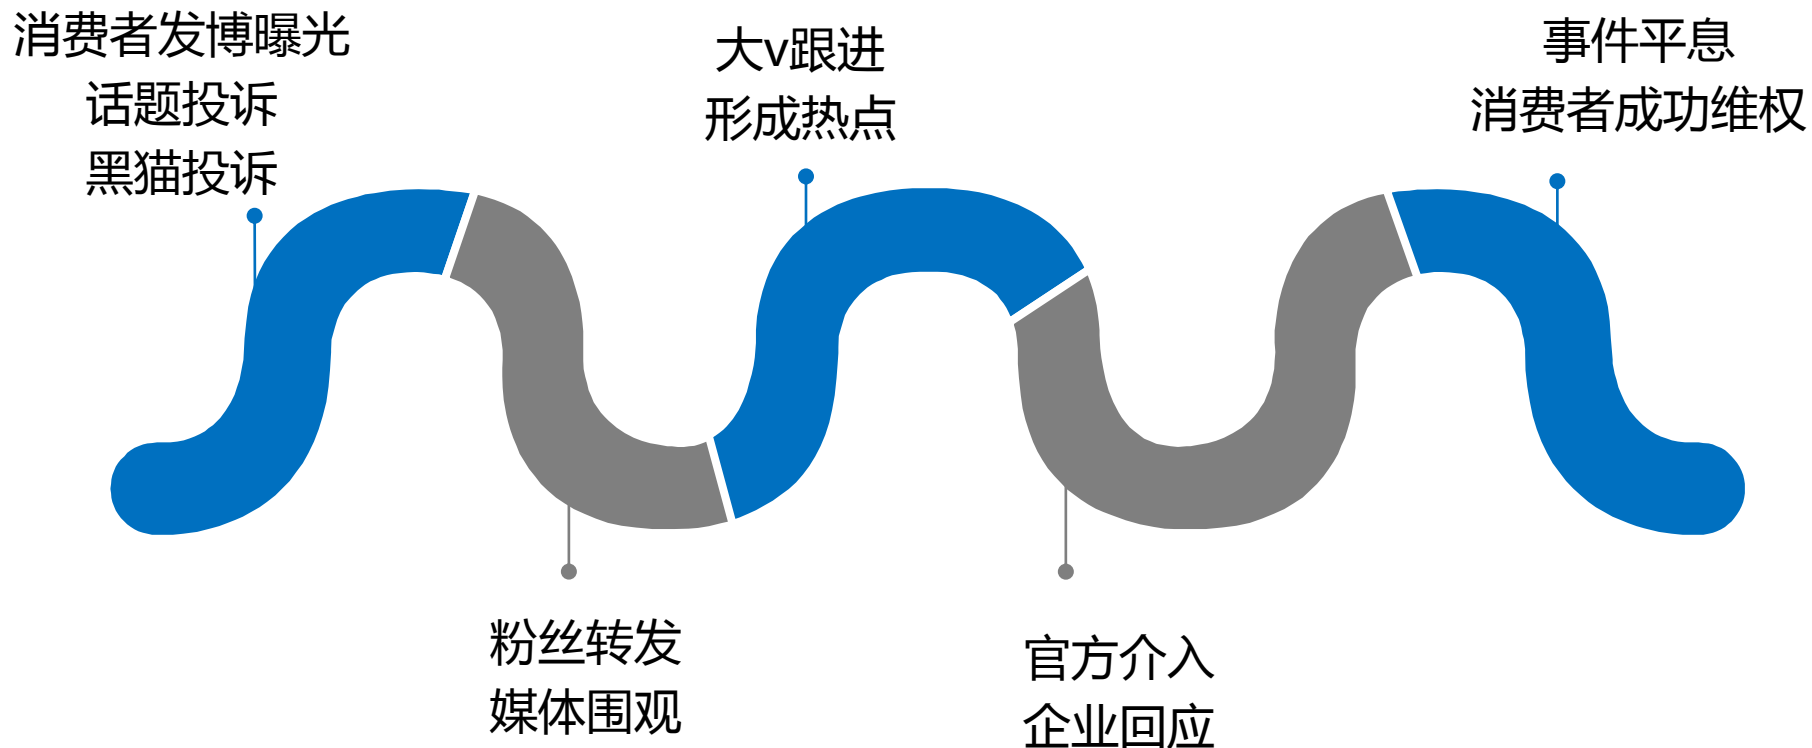 消费者发博曝光
话题投诉
黑猫投诉
粉丝转发
媒体围观
大v跟进
形成热点
官方介入
企业回应
事件平息
消费者成功维权